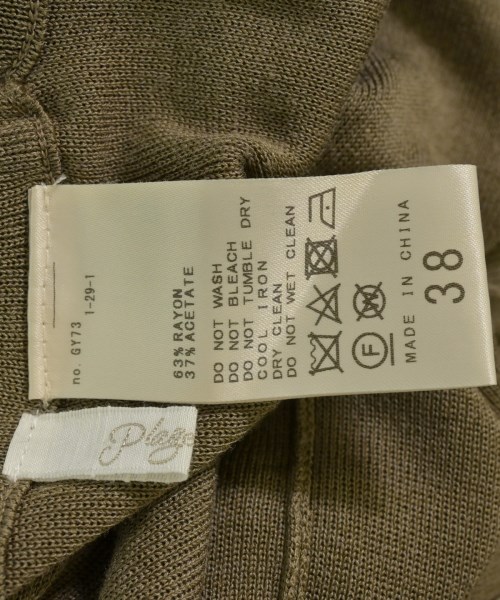 no. GY73
1-29-1
63% RAYON
37% ACETATE
DO NOT WASH
DO NOT BLEACH
DO NOT TUMBLE DRY
COOL IRON
DRY CLEAN
DO NOT WET CLEAN
F
W
MADE IN CHINA
38
Plage